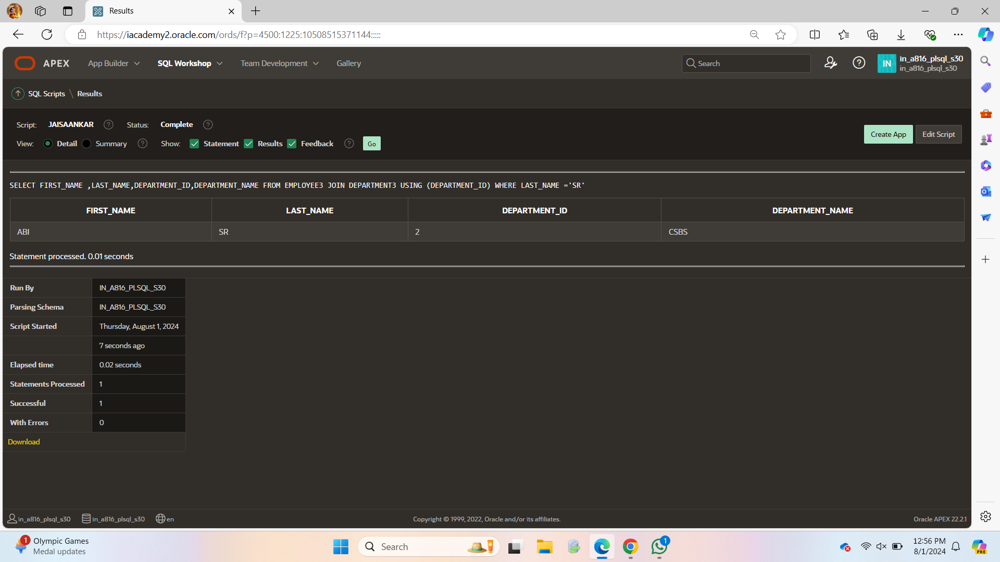 Results
https://iacademy2.oracle.com/ords/f?p=4500:1225:10508515371144:::::
APEX App Builder SQL Workshop Team Development Gallery Search IN in_a816_plsql_s30
in_a816_plsql_s30
SQL Scripts \ Results
Script: JAISAANKAR ? Status: Complete ?
View: Detail Summary ? Show: Statement Results Feedback ? Go
Create App Edit Script
SELECT FIRST_NAME ,LAST_NAME,DEPARTMENT_ID,DEPARTMENT_NAME FROM EMPLOYEE3 JOIN DEPARTMENT3 USING (DEPARTMENT_ID) WHERE LAST_NAME ='SR'
FIRST_NAME LAST_NAME DEPARTMENT_ID DEPARTMENT_NAME
ABI SR 2 CSBS
Statement processed. 0.01 seconds
Run By IN_A816_PLSQL_S30
Parsing Schema IN_A816_PLSQL_S30
Script Started Thursday, August 1, 2024
7 seconds ago
Elapsed time 0.02 seconds
Statements Processed 1
Successful 1
With Errors 0
Download
in_a816_plsql_s30 in_a816_plsql_s30 en Copyright © 1999, 2022, Oracle and/or its affiliates. Oracle APEX 22.2.1
1 Olympic Games
Medal updates
Search
1
12:56 PM
8/1/2024
PRE